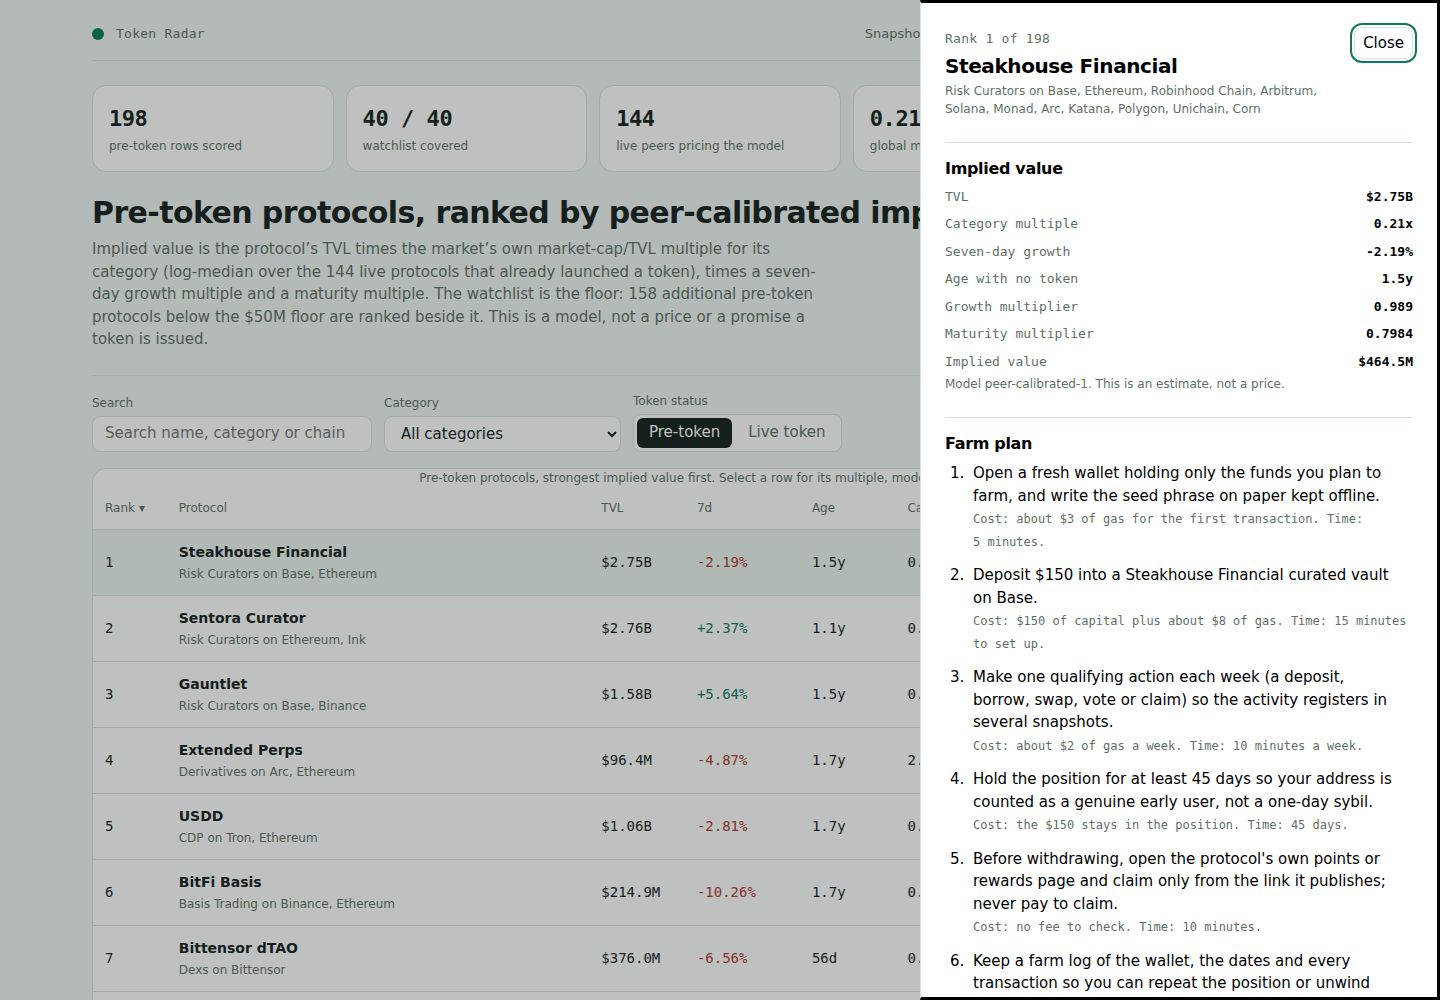 Token Radar
Snapsho
198
pre-token rows scored
40 / 40
watchlist covered
144
live peers pricing the model
0.21
global m
Pre-token protocols, ranked by peer-calibrated imp
Implied value is the protocol’s TVL times the market’s own market-cap/TVL multiple for its
category (log-median over the 144 live protocols that already launched a token), times a seven-
day growth multiple and a maturity multiple. The watchlist is the floor: 158 additional pre-token
protocols below the $50M floor are ranked beside it. This is a model, not a price or a promise a
token is issued.
Search
Search name, category or chain
Category
All categories
Token status
Pre-token
Live token
Pre-token protocols, strongest implied value first. Select a row for its multiple, mode
Rank ▾ Protocol TVL 7d Age Ca
1 Steakhouse Financial $2.75B -2.19% 1.5y 0.
Risk Curators on Base, Ethereum
2 Sentora Curator $2.76B +2.37% 1.1y 0.
Risk Curators on Ethereum, Ink
3 Gauntlet $1.58B +5.64% 1.5y 0.
Risk Curators on Base, Binance
4 Extended Perps $96.4M -4.87% 1.7y 2.
Derivatives on Arc, Ethereum
5 USDD $1.06B -2.81% 1.7y 0.
CDP on Tron, Ethereum
6 BitFi Basis $214.9M -10.26% 1.7y 0.
Basis Trading on Binance, Ethereum
7 Bittensor dTAO $376.0M -6.56% 56d 0.
Dexs on Bittensor
Rank 1 of 198
Close
Steakhouse Financial
Risk Curators on Base, Ethereum, Robinhood Chain, Arbitrum,
Solana, Monad, Arc, Katana, Polygon, Unichain, Corn
Implied value
TVL $2.75B
Category multiple 0.21x
Seven-day growth -2.19%
Age with no token 1.5y
Growth multiplier 0.989
Maturity multiplier 0.7984
Implied value $464.5M
Model peer-calibrated-1. This is an estimate, not a price.
Farm plan
1. Open a fresh wallet holding only the funds you plan to
farm, and write the seed phrase on paper kept offline.
Cost: about $3 of gas for the first transaction. Time:
5 minutes.
2. Deposit $150 into a Steakhouse Financial curated vault
on Base.
Cost: $150 of capital plus about $8 of gas. Time: 15 minutes
to set up.
3. Make one qualifying action each week (a deposit,
borrow, swap, vote or claim) so the activity registers in
several snapshots.
Cost: about $2 of gas a week. Time: 10 minutes a week.
4. Hold the position for at least 45 days so your address is
counted as a genuine early user, not a one-day sybil.
Cost: the $150 stays in the position. Time: 45 days.
5. Before withdrawing, open the protocol's own points or
rewards page and claim only from the link it publishes;
never pay to claim.
Cost: no fee to check. Time: 10 minutes.
6. Keep a farm log of the wallet, the dates and every
transaction so you can repeat the position or unwind